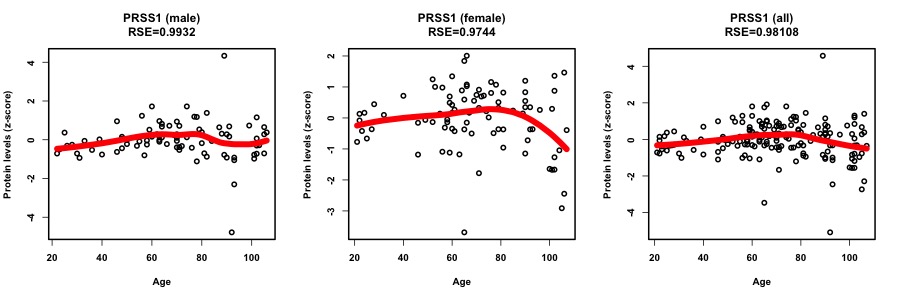 PRSS1 (male)
RSE=0.9932
Protein levels (z-score)
4
2
0
-2
-4
20 40 60 80 100
Age
PRSS1 (female)
RSE=0.9744
Protein levels (z-score)
2
1
0
-1
-2
-3
20 40 60 80 100
Age
PRSS1 (all)
RSE=0.98108
Protein levels (z-score)
4
2
0
-2
-4
20 40 60 80 100
Age